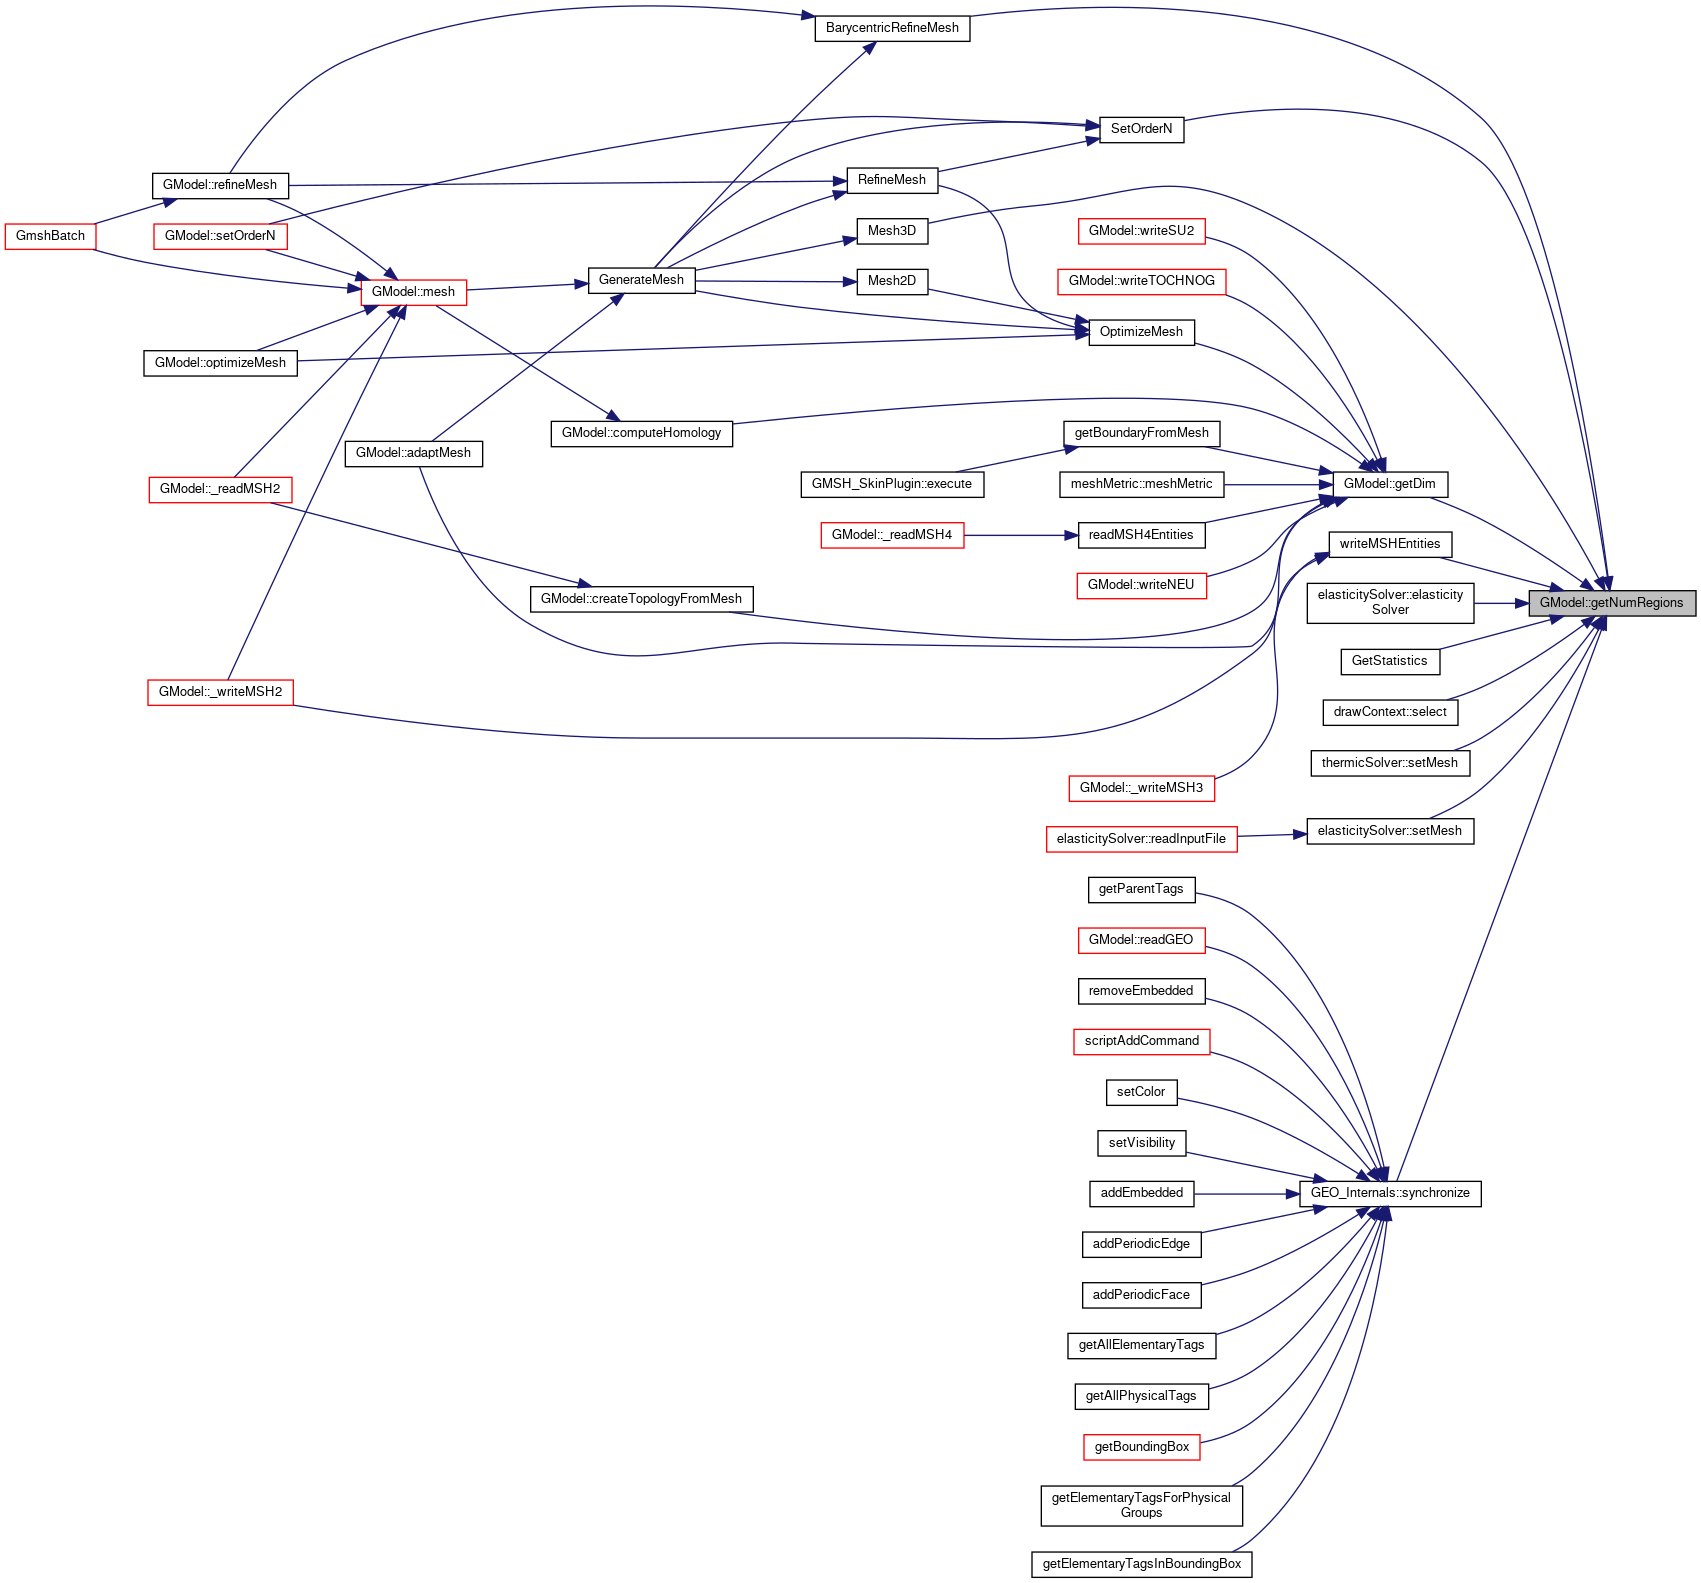 BarycentricRefineMesh
SetOrderN
RefineMesh
GModel::refineMesh
GmshBatch
GModel::setOrderN
Mesh3D
GModel::writeSU2
GModel::mesh
GenerateMesh
Mesh2D
GModel::writeTOCHNOG
OptimizeMesh
GModel::optimizeMesh
GModel::computeHomology
getBoundaryFromMesh
GModel::adaptMesh
GModel::_readMSH2
GMSH_SkinPlugin::execute
meshMetric::meshMetric
GModel::getDim
GModel::_readMSH4
readMSH4Entities
writeMSHEntities
GModel::writeNEU
GModel::createTopologyFromMesh
elasticitySolver::elasticity
Solver
GModel::getNumRegions
GetStatistics
GModel::_writeMSH2
drawContext::select
thermicSolver::setMesh
GModel::_writeMSH3
elasticitySolver::readInputFile
elasticitySolver::setMesh
getParentTags
GModel::readGEO
removeEmbedded
scriptAddCommand
setColor
setVisibility
addEmbedded
GEO_Internals::synchronize
addPeriodicEdge
addPeriodicFace
getAllElementaryTags
getAllPhysicalTags
getBoundingBox
getElementaryTagsForPhysical
Groups
getElementaryTagsInBoundingBox